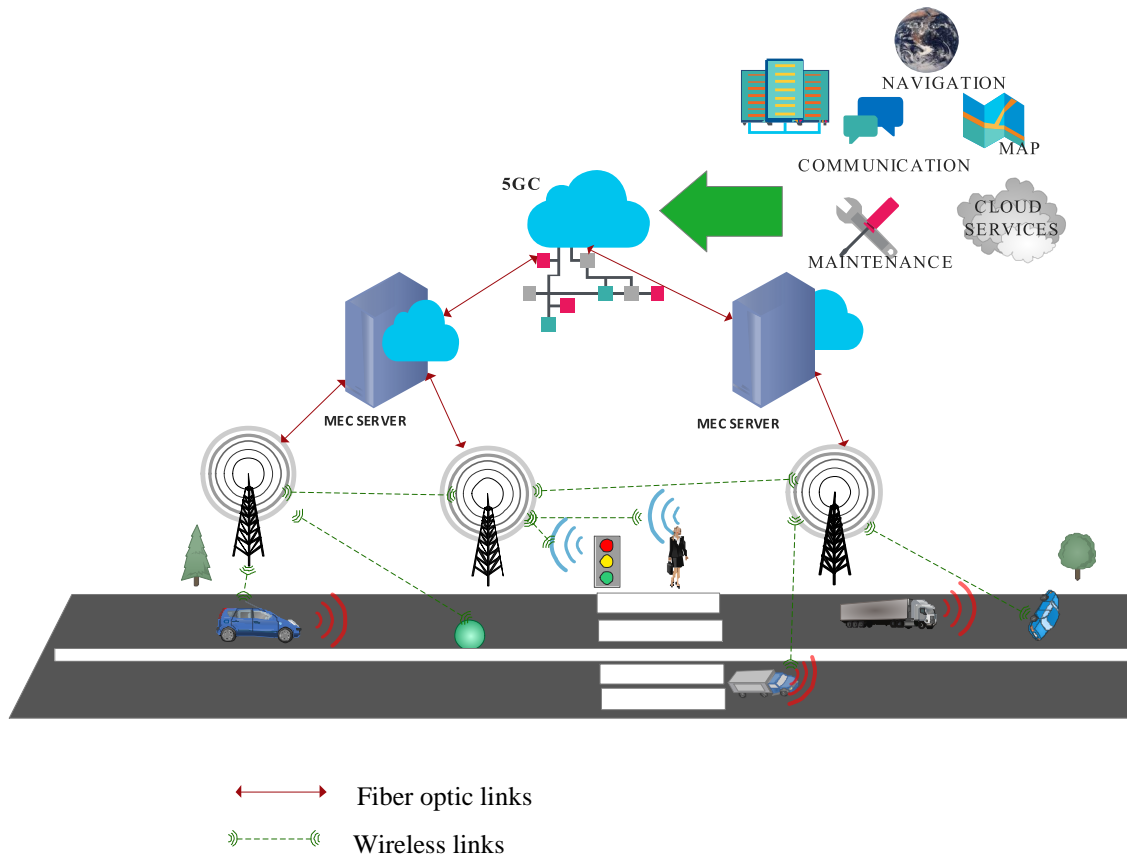 NAVIGATION
MAP
COMMUNICATION
5GC
CLOUD
SERVICES
MAINTENANCE
MEC SERVER
MEC SERVER
Fiber optic links
Wireless links